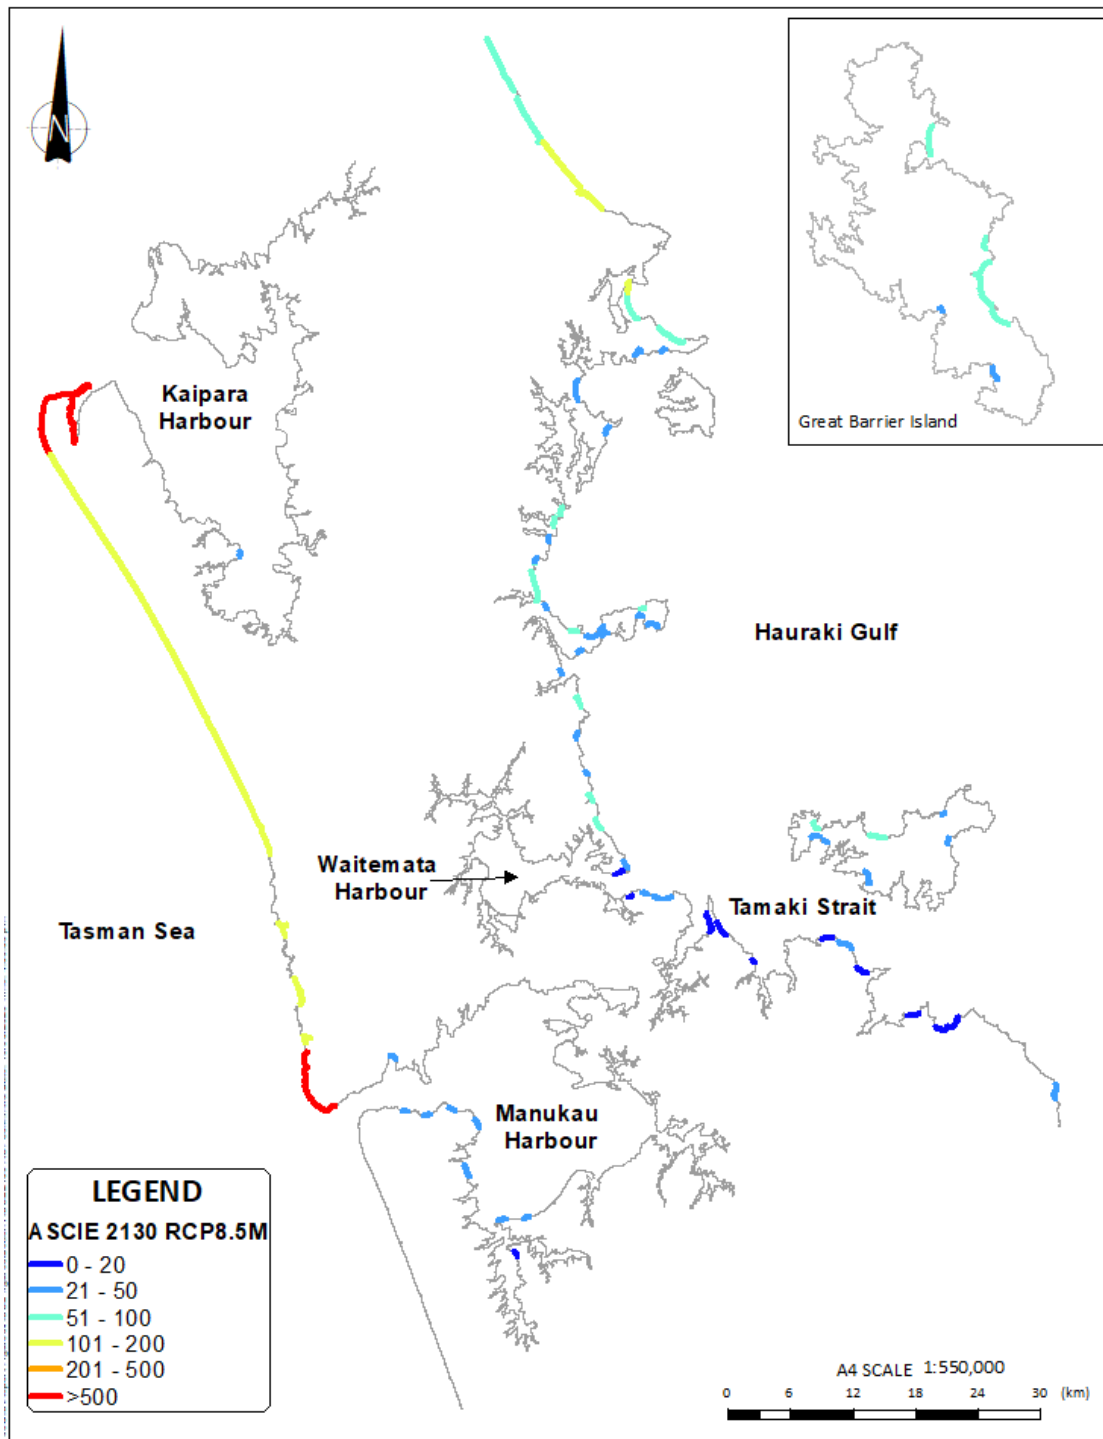 N
Great Barrier Island
Kaipara
Harbour
Hauraki Gulf
Waitemata
Harbour
Tamaki Strait
Tasman Sea
Manukau
Harbour
LEGEND
ASCIE 2130 RCP8.5M
0 - 20
21 - 50
51 - 100
101 - 200
201 - 500
>500
A4 SCALE 1:550,000
0 6 12 18 24 30 (km)